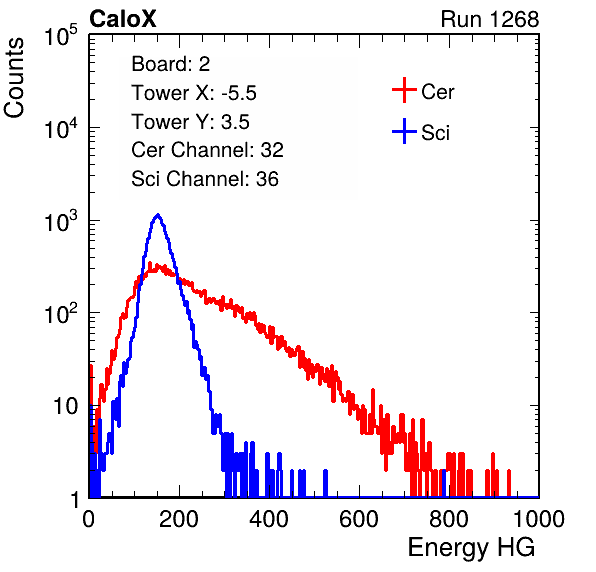 CaloX Run 1268
Counts
10^5
10^4
10^3
10^2
10
1
Board: 2
Tower X: -5.5
Tower Y: 3.5
Cer Channel: 32
Sci Channel: 36
Cer
Sci
0 200 400 600 800 1000
Energy HG